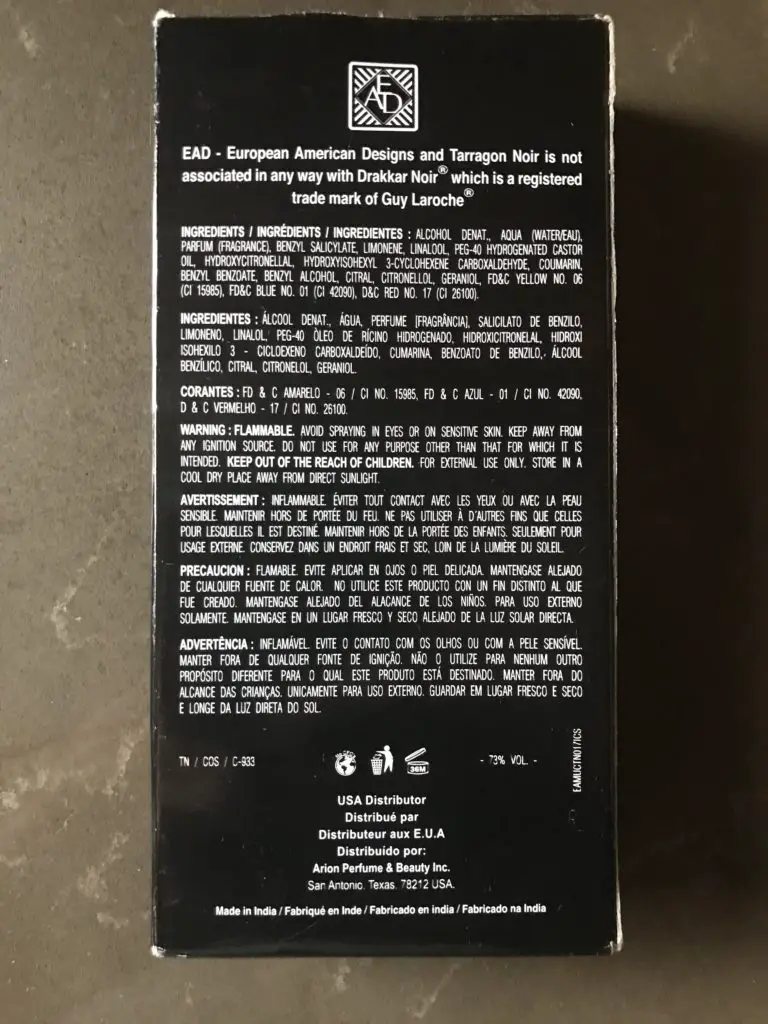 EAD
EAD - European American Designs and Tarragon Noir is not
associated in any way with Drakkar Noir® which is a registered
trade mark of Guy Laroche®
INGREDIENTS / INGRÉDIENTS / INGREDIENTES : ALCOHOL DENAT., AQUA (WATER/EAU),
PARFUM (FRAGRANCE), BENZYL SALICYLATE, LIMONENE, LINALOOL, PEG-40 HYDROGENATED CASTOR
OIL, HYDROXYCITRONELLAL, HYDROXYISOHEXYL 3-CYCLOHEXENE CARBOXALDEHYDE, COUMARIN,
BENZYL BENZOATE, BENZYL ALCOHOL, CITRAL, CITRONELLOL, GERANIOL, FD&C YELLOW NO. 06
(CI 15985), FD&C BLUE NO. 01 (CI 42090), D&C RED NO. 17 (CI 26100).
INGREDIENTES : ÁLCOOL DENAT., ÁGUA, PERFUME [FRAGRÂNCIA], SALICILATO DE BENZILO,
LIMONENO, LINALOL, PEG-40 ÒLEO DE RÍCINO HIDROGENADO, HIDROXICITRONELAL, HIDROXI
ISOHEXILO 3 - CICLOEXENO CARBOXALDEÍDO, CUMARINA, BENZOATO DE BENZILO, ÁLCOOL
BENZÍLICO, CITRAL, CITRONELOL, GERANIOL.
CORANTES : FD & C AMARELO - 06 / CI NO. 15985, FD & C AZUL - 01 / CI NO. 42090,
D & C VERMELHO - 17 / CI NO. 26100.
WARNING : FLAMMABLE. AVOID SPRAYING IN EYES OR ON SENSITIVE SKIN. KEEP AWAY FROM
ANY IGNITION SOURCE. DO NOT USE FOR ANY PURPOSE OTHER THAN THAT FOR WHICH IT IS
INTENDED. KEEP OUT OF THE REACH OF CHILDREN. FOR EXTERNAL USE ONLY. STORE IN A
COOL DRY PLACE AWAY FROM DIRECT SUNLIGHT.
AVERTISSEMENT : INFLAMMABLE. ÉVITER TOUT CONTACT AVEC LES YEUX OU AVEC LA PEAU
SENSIBLE. MAINTENIR HORS DE PORTÉE DU FEU. NE PAS UTILISER À D'AUTRES FINS QUE CELLES
POUR LESQUELLES IL EST DESTINÉ. MAINTENIR HORS DE LA PORTÉE DES ENFANTS. SEULEMENT POUR
USAGE EXTERNE. CONSERVEZ DANS UN ENDROIT FRAIS ET SEC, LOIN DE LA LUMIÈRE DU SOLEIL.
PRECAUCION : FLAMABLE. EVITE APLICAR EN OJOS O PIEL DELICADA. MANTENGASE ALEJADO
DE CUALQUIER FUENTE DE CALOR. NO UTILICE ESTE PRODUCTO CON UN FIN DISTINTO AL QUE
FUE CREADO. MANTENGASE ALEJADO DEL ALACANCE DE LOS NIÑOS. PARA USO EXTERNO
SOLAMENTE. MANTENGASE EN UN LUGAR FRESCO Y SECO ALEJADO DE LA LUZ SOLAR DIRECTA.
ADVERTÊNCIA : INFLAMÁVEL. EVITE O CONTATO COM OS OLHOS OU COM A PELE SENSÍVEL.
MANTER FORA DE QUALQUER FONTE DE IGNIÇÃO. NÃO O UTILIZE PARA NENHUM OUTRO
PROPÓSITO DIFERENTE PARA O QUAL ESTE PRODUTO ESTÁ DESTINADO. MANTER FORA DO
ALCANCE DAS CRIANÇAS. UNICAMENTE PARA USO EXTERNO. GUARDAR EM LUGAR FRESCO E SECO
E LONGE DA LUZ DIRETA DO SOL.
TN / COS / C-933
36M
- 73% VOL. -
EAMUCTN01/ICS
USA Distributor
Distribué par
Distributeur aux E.U.A
Distribuido por:
Arion Perfume & Beauty Inc.
San Antonio. Texas. 78212 USA.
Made in India / Fabriqué en Inde / Fabricado en india / Fabricado na India